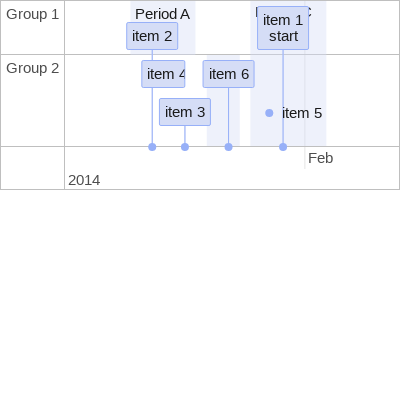 Group 1
Period A
item 1
start
item 2
Group 2
item 4
item 6
item 3
item 5
Feb
2014